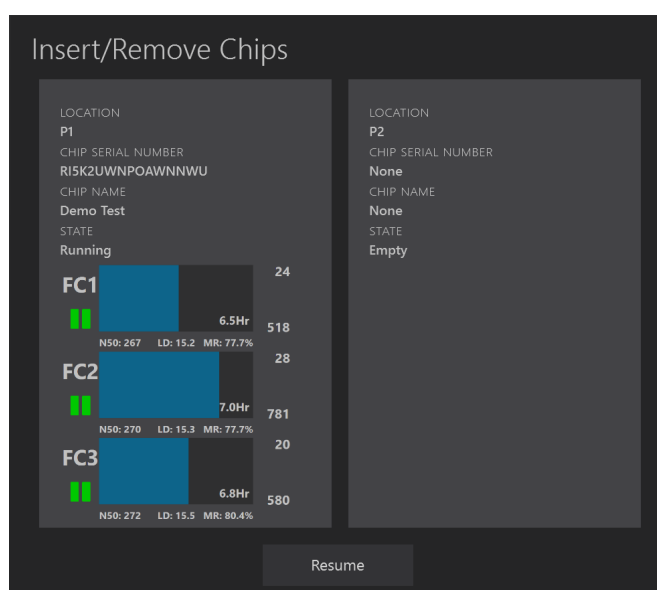 Insert/Remove Chips
LOCATION
P1
CHIP SERIAL NUMBER
RI5K2UWNPOAWNNWU
CHIP NAME
Demo Test
STATE
Running
FC1
24
6.5Hr
518
N50: 267 LD: 15.2 MR: 77.7%
FC2
28
7.0Hr
781
N50: 270 LD: 15.3 MR: 77.7%
FC3
20
6.8Hr
580
N50: 272 LD: 15.5 MR: 80.4%
LOCATION
P2
CHIP SERIAL NUMBER
None
CHIP NAME
None
STATE
Empty
Resume